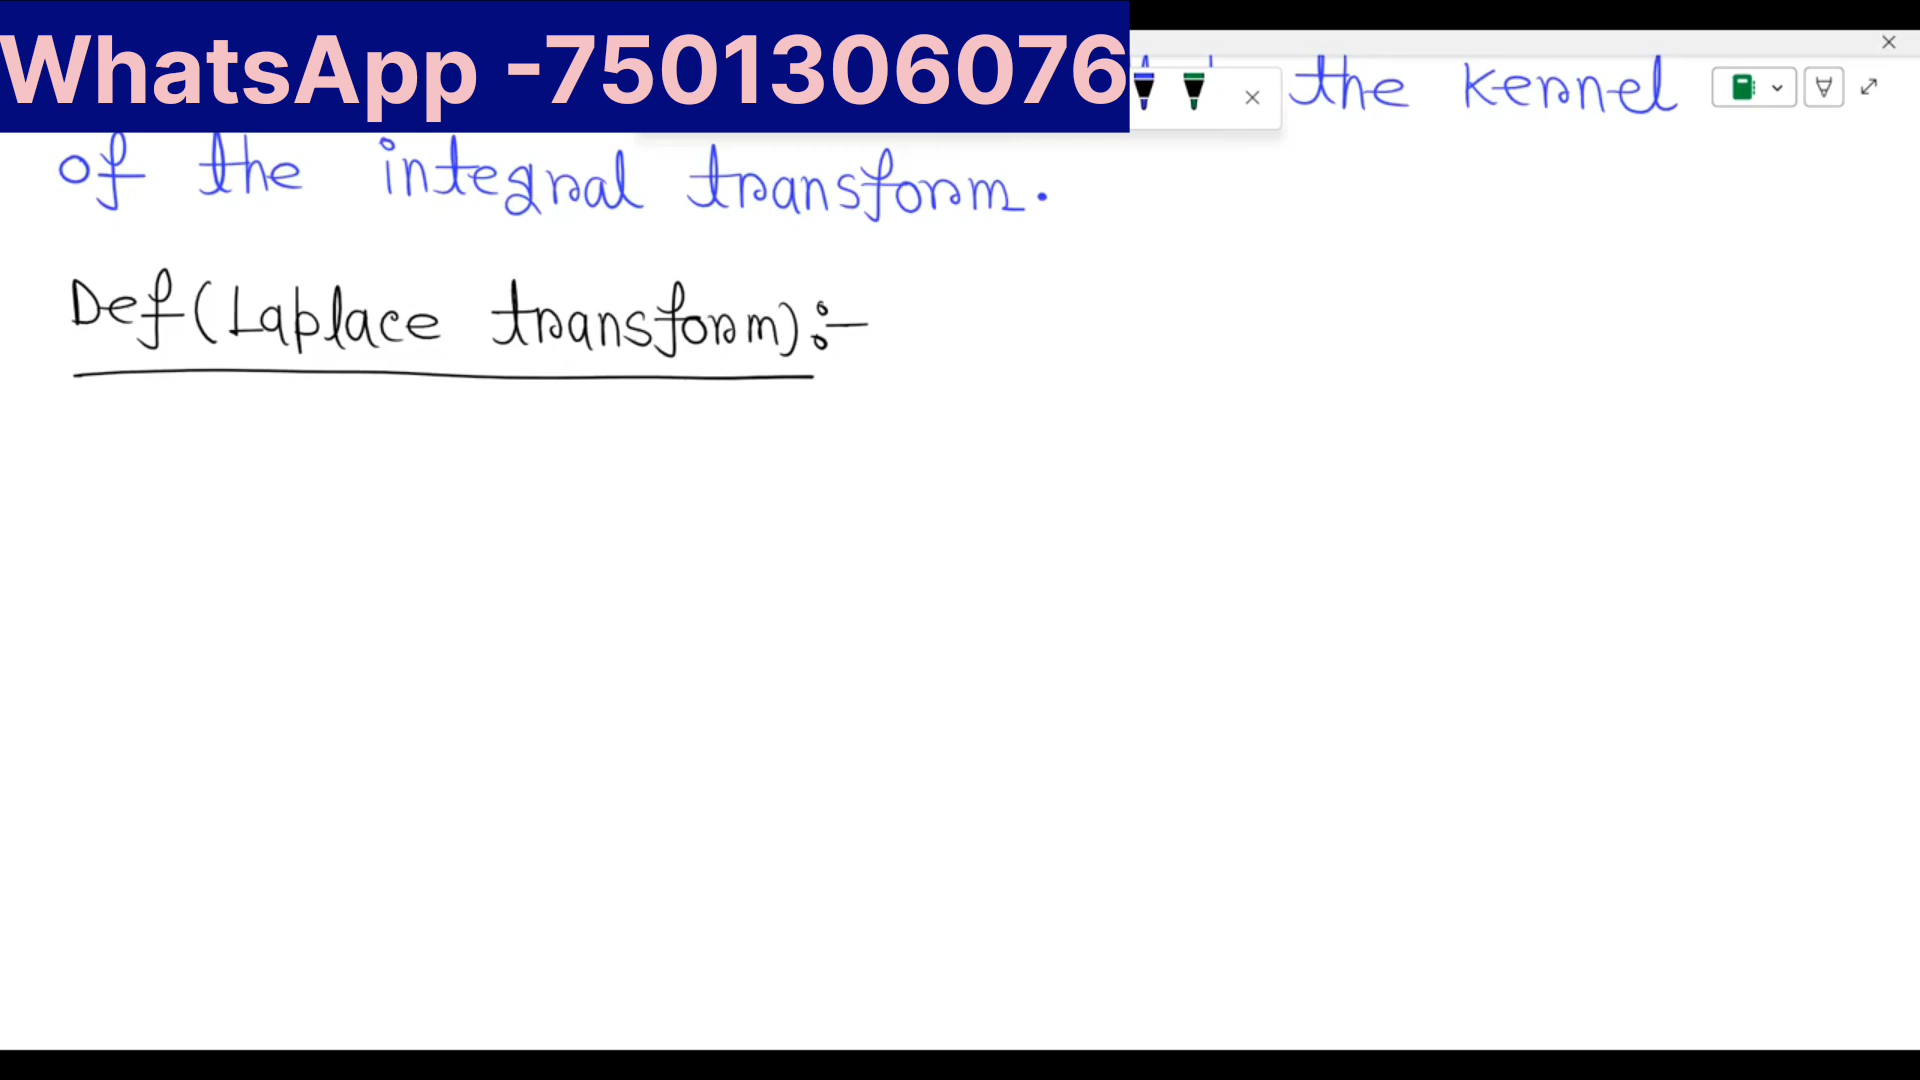 WhatsApp -7501306076
the kernel
of the integral transform.
Def(Laplace transform):-